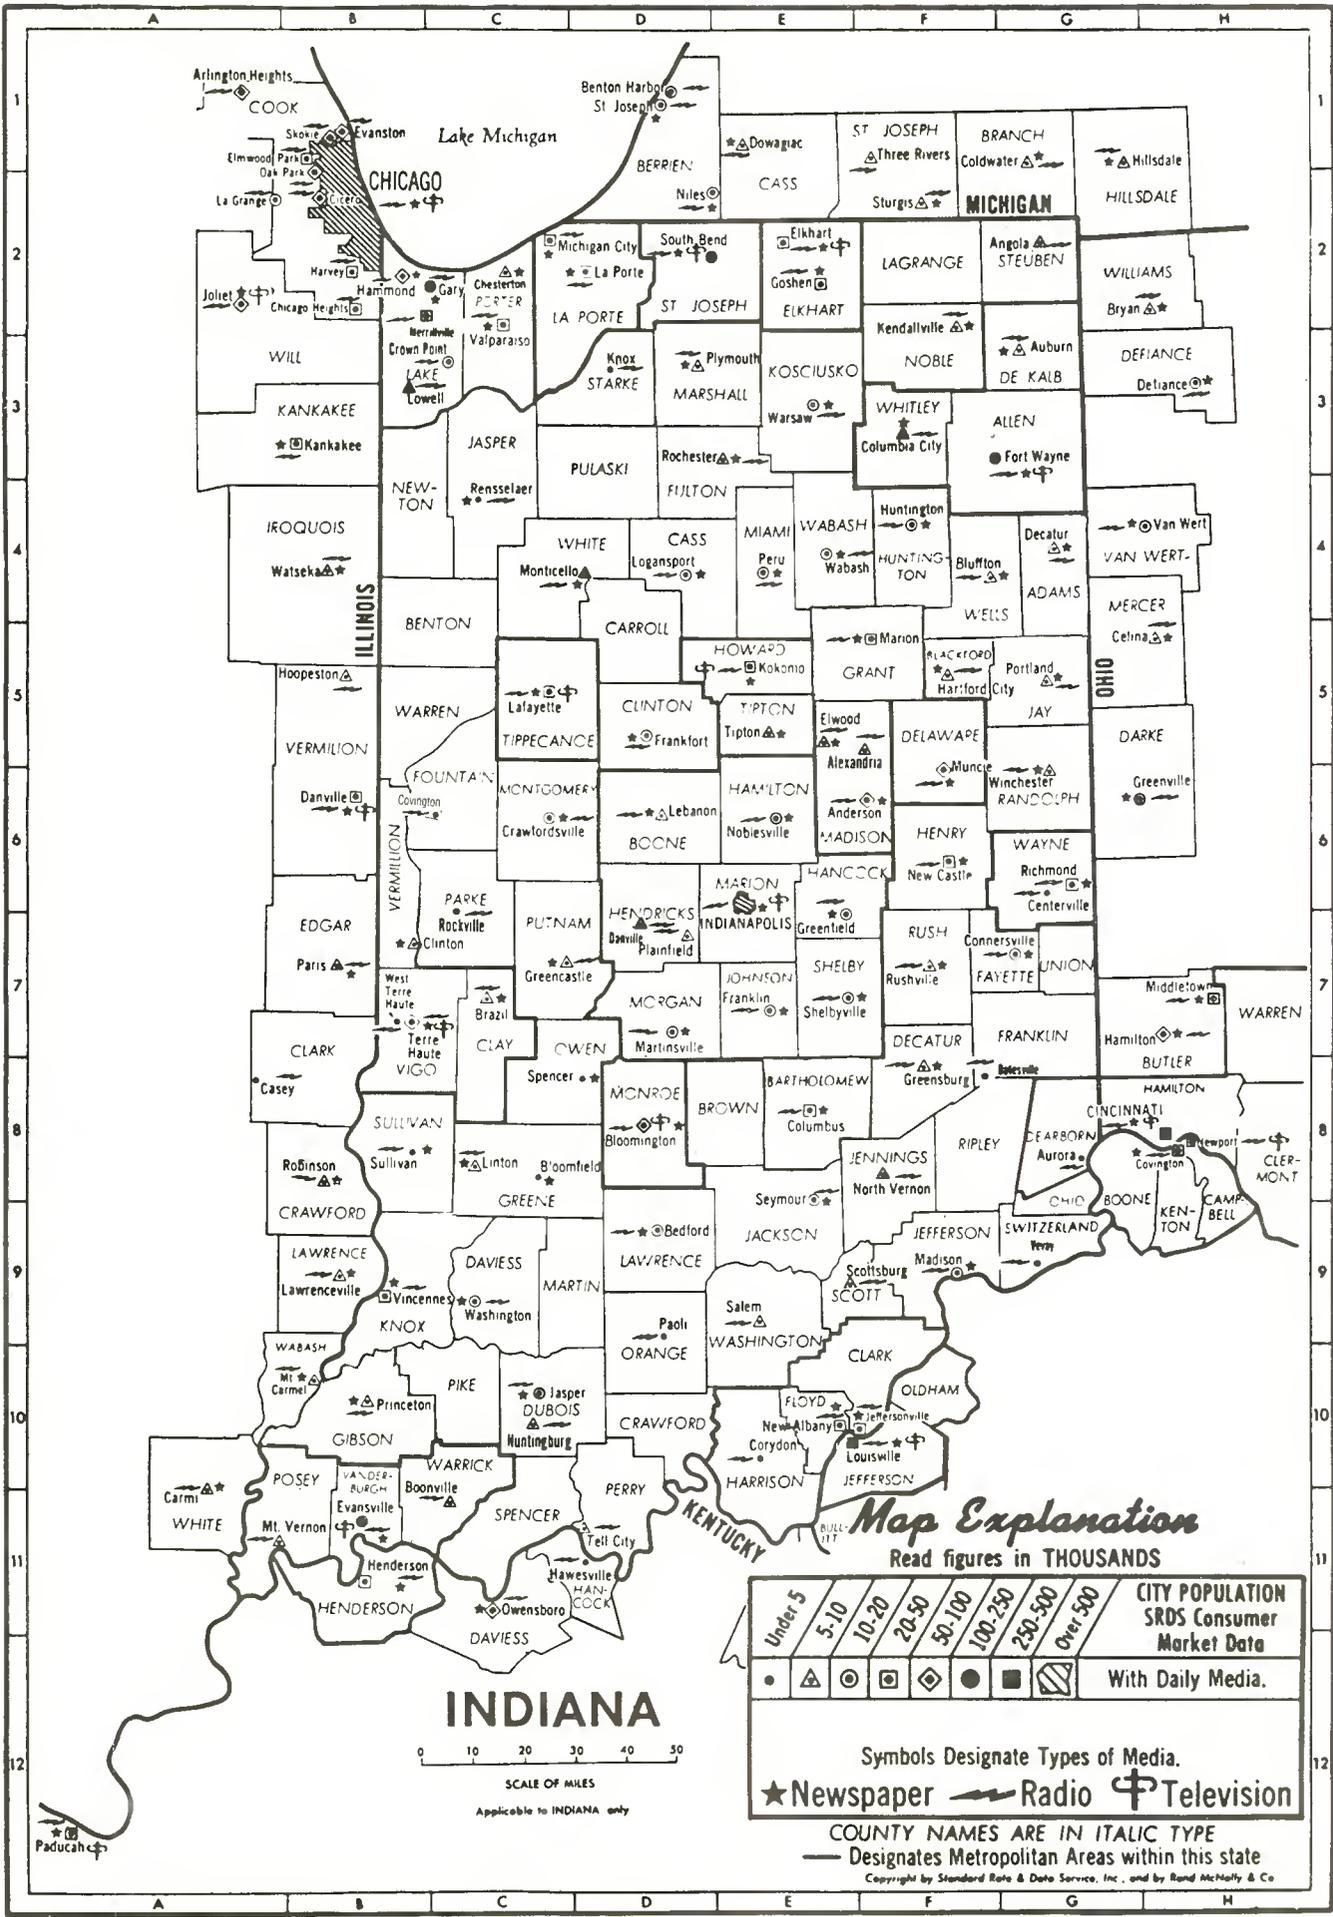 A B C D E F G H
1
2
3
4
5
6
7
8
9
10
11
12
Arlington Heights
COOK
Skokie
Evanston
Elmwood Park
Oak Park
La Grange
Cicero
CHICAGO
Lake Michigan
Benton Harbor
St Joseph
BERRIEN
Niles
Dowagiac
CASS
ST JOSEPH
Three Rivers
Sturgis
BRANCH
Coldwater
MICHIGAN
Hillsdale
HILLSDALE
Joliet
Harvey
Chicago Heights
WILL
Hammond
Gary
Merrillville
Crown Point
LAKE
Lowell
Chesterton
PORTER
Valparaiso
Michigan City
La Porte
LA PORTE
South Bend
ST JOSEPH
Elkhart
Goshen
ELKHART
LAGRANGE
Angola
STEUBEN
WILLIAMS
Bryan
Kendallville
NOBLE
Auburn
DE KALB
DEFIANCE
Defiance
Knox
STARKE
Plymouth
MARSHALL
KOSCIUSKO
Warsaw
WHITLEY
Columbia City
ALLEN
Fort Wayne
KANKAKEE
Kankakee
JASPER
Rensselaer
NEW-
TON
PULASKI
Rochester
FULTON
IROQUOIS
Watseka
ILLINOIS
WHITE
Monticello
CASS
Logansport
MIAMI
Peru
WABASH
Wabash
Huntington
HUNTING-
TON
Bluffton
WELLS
Decatur
ADAMS
Van Wert
VAN WERT
MERCER
Celina
BENTON
CARROLL
HOWARD
Kokomo
Marion
GRANT
BLACKFORD
Hartford City
Portland
JAY
OHIO
Hoopeston
VERMILION
Danville
WARREN
Lafayette
TIPPECANOE
CLINTON
Frankfort
TIPTON
Tipton
Elwood
Alexandria
Anderson
MADISON
DELAWARE
Muncie
Winchester
RANDOLPH
DARKE
Greenville
FOUNTAIN
Covington
MONTGOMERY
Crawfordsville
Lebanon
BOONE
HAMILTON
Noblesville
HENRY
New Castle
WAYNE
Richmond
Centerville
VERMILLION
Clinton
EDGAR
Paris
PARKE
Rockville
PUTNAM
Greencastle
HENDRICKS
Danville
Plainfield
MARION
INDIANAPOLIS
HANCOCK
Greenfield
RUSH
Rushville
Connersville
FAYETTE
UNION
West
Terre
Haute
Terre
Haute
VIGO
Brazil
CLAY
MORGAN
Martinsville
JOHNSON
Franklin
SHELBY
Shelbyville
Middletown
Hamilton
BUTLER
WARREN
CLARK
Casey
OWEN
Spencer
MONROE
Bloomington
BROWN
BARTHOLOMEW
Columbus
DECATUR
Greensburg
FRANKLIN
Batesville
HAMILTON
CINCINNATI
Newport
Covington
CLER-
MONT
SULLIVAN
Sullivan
Linton
Bloomfield
GREENE
JENNINGS
North Vernon
RIPLEY
DEARBORN
Aurora
OHIO
BOONE
KEN-
TON
CAMP-
BELL
Robinson
CRAWFORD
LAWRENCE
Lawrenceville
Vincennes
KNOX
DAVIESS
Washington
MARTIN
Bedford
LAWRENCE
Seymour
JACKSON
JEFFERSON
Madison
SWITZERLAND
Vevay
Scottsburg
SCOTT
Salem
WASHINGTON
Paoli
ORANGE
WABASH
Mt
Carmel
Princeton
GIBSON
PIKE
Jasper
DUBOIS
Huntingburg
CRAWFORD
CLARK
FLOYD
New Albany
Jeffersonville
Louisville
JEFFERSON
OLDHAM
Corydon
HARRISON
BULL-
ITT
Carmi
WHITE
POSEY
Mt. Vernon
VANDER-
BURGH
Evansville
WARRICK
Boonville
SPENCER
PERRY
Tell City
KENTUCKY
Henderson
HENDERSON
Owensboro
DAVIESS
Hawesville
HAN-
COCK
Paducah
INDIANA
0 10 20 30 40 50
SCALE OF MILES
Applicable to INDIANA only
Map Explanation
Read figures in THOUSANDS
Under 5
5-10
10-20
20-50
50-100
100-250
250-500
Over 500
CITY POPULATION
SRDS Consumer
Market Data
With Daily Media.
Symbols Designate Types of Media.
Newspaper Radio Television
COUNTY NAMES ARE IN ITALIC TYPE
Designates Metropolitan Areas within this state
Copyright by Standard Rate & Data Service, Inc., and by Rand McNally & Co
A B C D E F G H